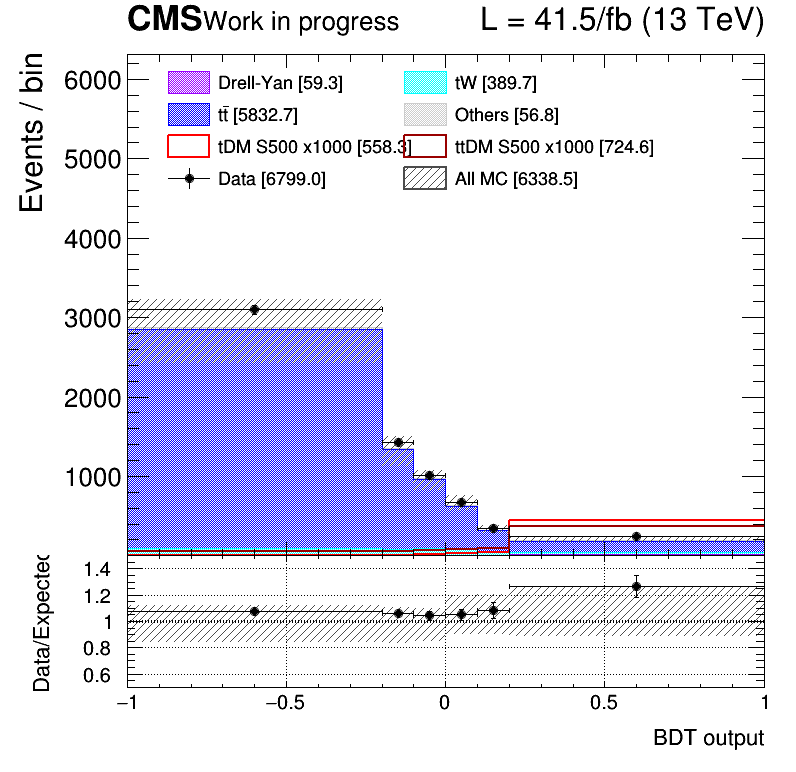 CMS Work in progress L = 41.5/fb (13 TeV)
Events / bin
6000
5000
4000
3000
2000
1000
Drell-Yan [59.3] tW [389.7]
tt̄ [5832.7] Others [56.8]
tDM S500 x1000 [558.3] ttDM S500 x1000 [724.6]
Data [6799.0] All MC [6338.5]
Data/Expected
1.4
1.2
1
0.8
0.6
−1 −0.5 0 0.5 1
BDT output